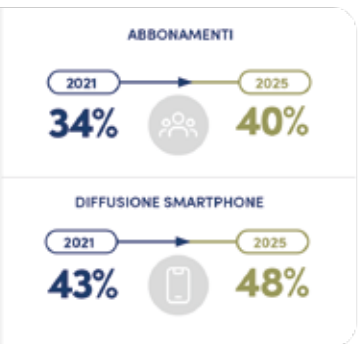 ABBONAMENTI
2021 2025
34% 40%
DIFFUSIONE SMARTPHONE
2021 2025
43% 48%